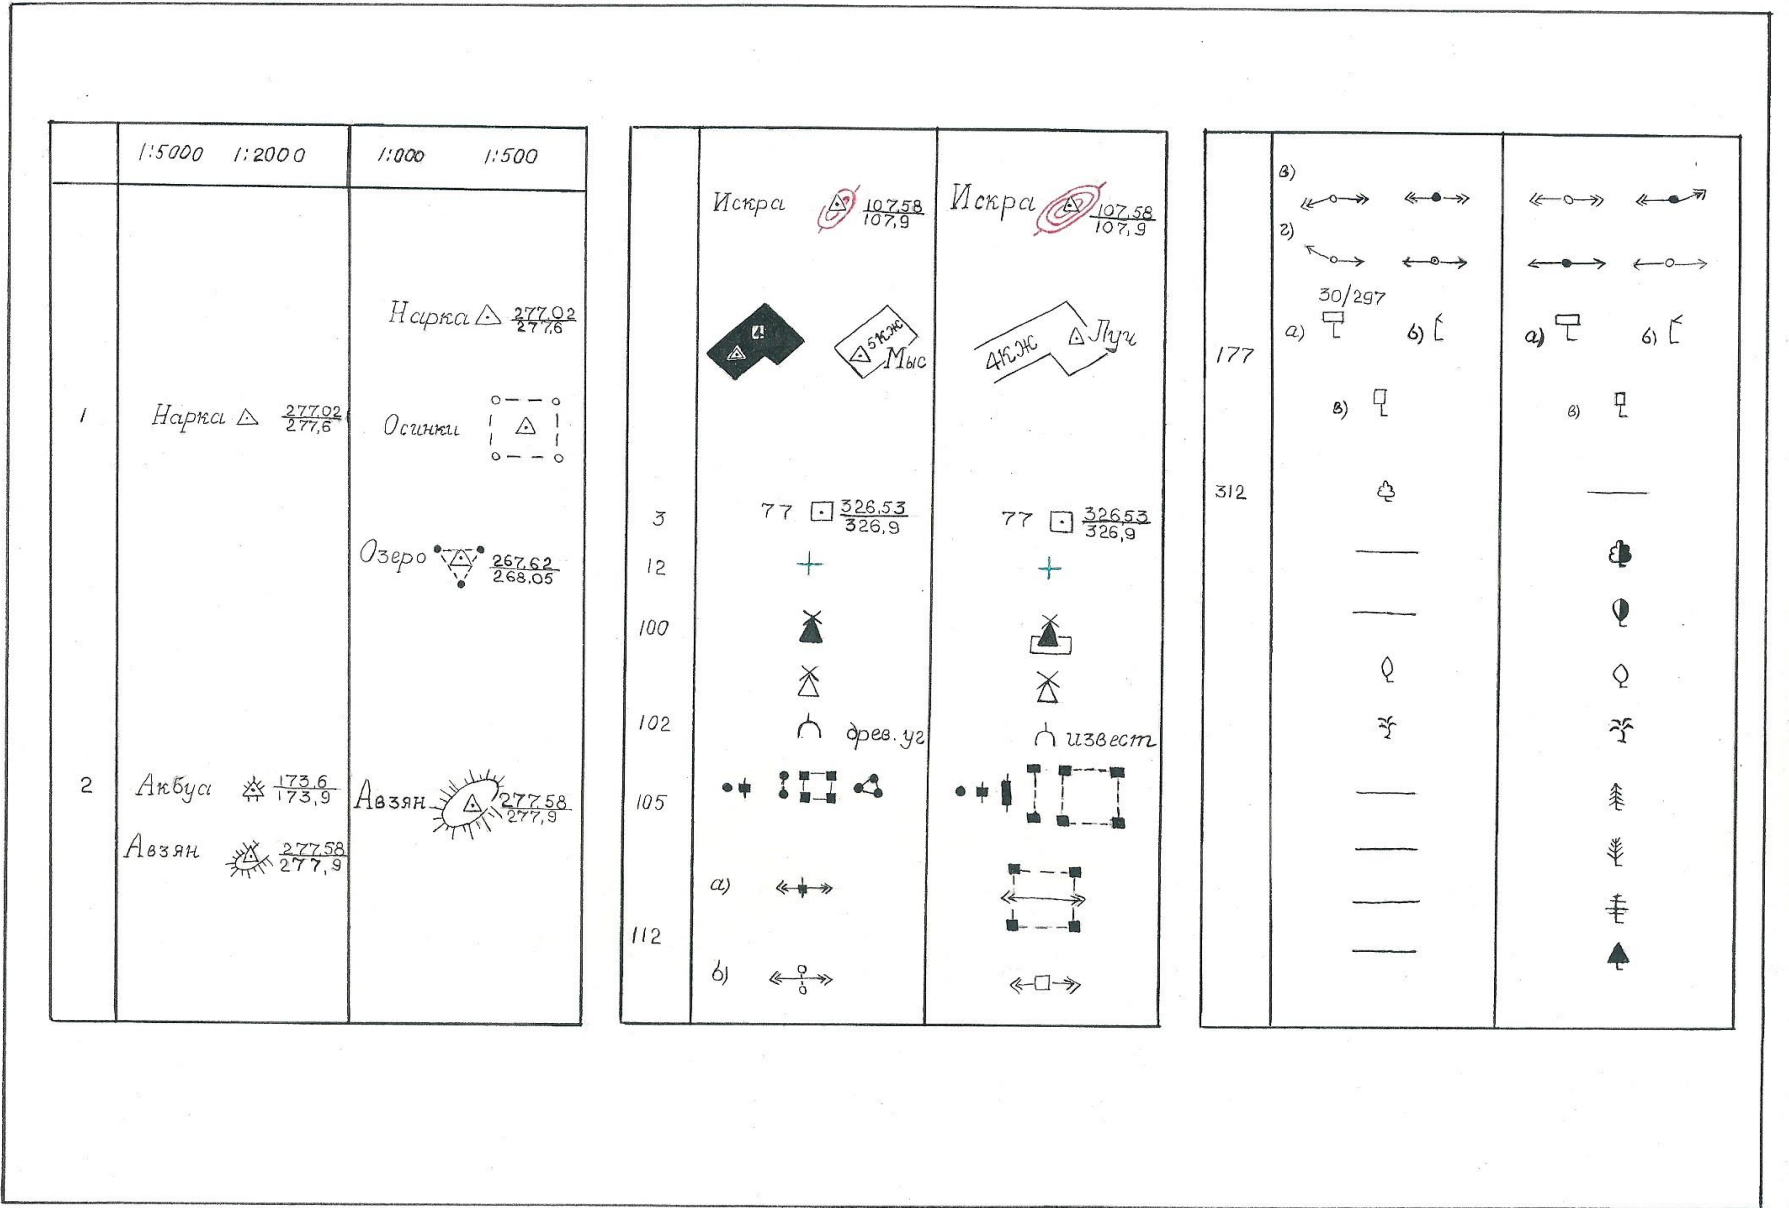 1:5000 1:2000 1:000 1:500
Нарка 277,02
277,6
1 Нарка 277,02
277,6
Осинки
Озеро 267,62
268,05
2 Акбуа 173,6
173,9
Авзян 277,58
277,9
Авзян 277,58
277,9
Искра 107,58
107,9
Искра 107,58
107,9
4
5КЖ
Мыс
4КЖ Луч
3 77 326,53
326,9
77 326,53
326,9
12
100
102 древ.уг известь
105
а)
112
б)
в)
г)
30/297
а) б) а) б)
177
в) в)
312